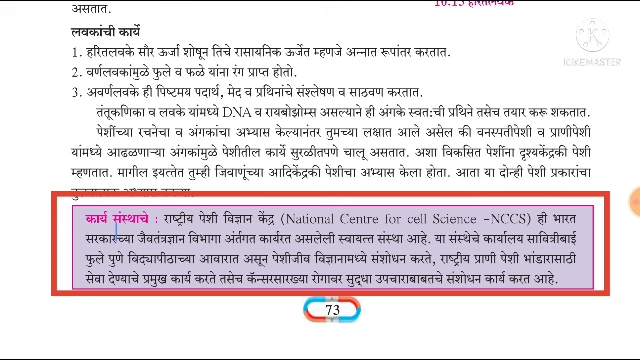 10.15 हरितलवके
असतात.
लवकांची कार्ये
1. हरितलवके सौर ऊर्जा शोषून तिचे रासायनिक ऊर्जेत म्हणजे अन्नात रूपांतर करतात.
2. वर्णलवकांमुळे फुले व फळे यांना रंग प्राप्त होतो.
3. अवर्णलवके ही पिष्टमय पदार्थ, मेद व प्रथिनांचे संश्लेषण व साठवण करतात.
तंतूकणिका व लवके यांमध्ये DNA व रायबोझोम्स असल्याने ही अंगके स्वतःची प्रथिने तसेच तयार करू शकतात.
पेशींच्या रचनेचा व अंगकांचा अभ्यास केल्यानंतर तुमच्या लक्षात आले असेल की वनस्पतीपेशी व प्राणीपेशी
यांमध्ये आढळणाऱ्या अंगकांमुळे पेशीतील कार्ये सुरळीतपणे चालू असतात. अशा विकसित पेशींना दृश्यकेंद्रकी पेशी
म्हणतात. मागील इयत्तेत तुम्ही जिवाणूंच्या आदिकेंद्रकी पेशीचा अभ्यास केला होता. आता या दोन्ही पेशी प्रकारांचा
कार्य संस्थाचे : राष्ट्रीय पेशी विज्ञान केंद्र (National Centre for cell Science -NCCS) ही भारत
सरकारच्या जैवतंत्रज्ञान विभागा अंतर्गत कार्यरत असलेली स्वायत्त संस्था आहे. या संस्थेचे कार्यालय सावित्रीबाई
फुले पुणे विद्यापीठाच्या आवारात असून पेशीजीव विज्ञानामध्ये संशोधन करते, राष्ट्रीय प्राणी पेशी भांडारासाठी
सेवा देण्याचे प्रमुख कार्य करते तसेच कॅन्सरसारख्या रोगावर सुद्धा उपचाराबाबतचे संशोधन कार्य करत आहे.
73
KINEMASTER